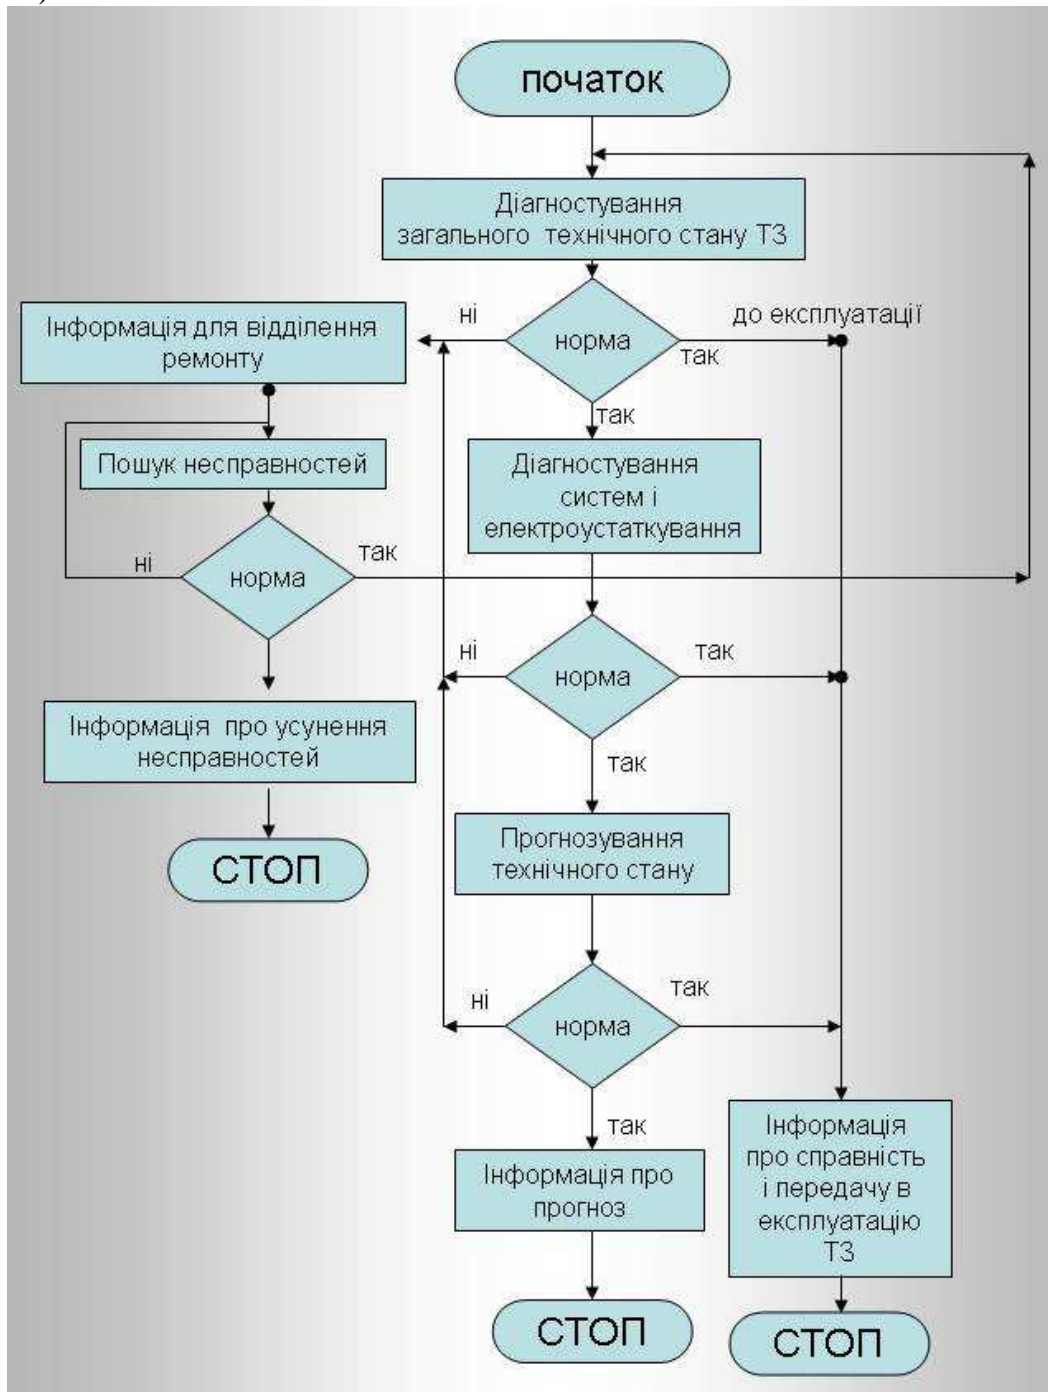 )
початок
Діагностування
загального технічного стану ТЗ
ні
норма
до експлуатації
так
так
Інформація для відділення
ремонту
Пошук несправностей
Діагностування
систем і
електроустаткування
ні
норма
так
ні
норма
так
так
Інформація про усунення
несправностей
СТОП
Прогнозування
технічного стану
ні
норма
так
так
Інформація про
прогноз
Інформація
про справність
і передачу в
експлуатацію
ТЗ
СТОП
СТОП